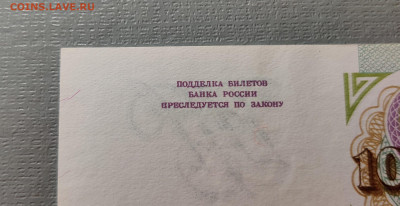 COINS.LAVE.RU
ПОДДЕЛКА БИЛЕТОВ
БАНКА РОССИИ
ПРЕСЛЕДУЕТСЯ ПО ЗАКОНУ
10